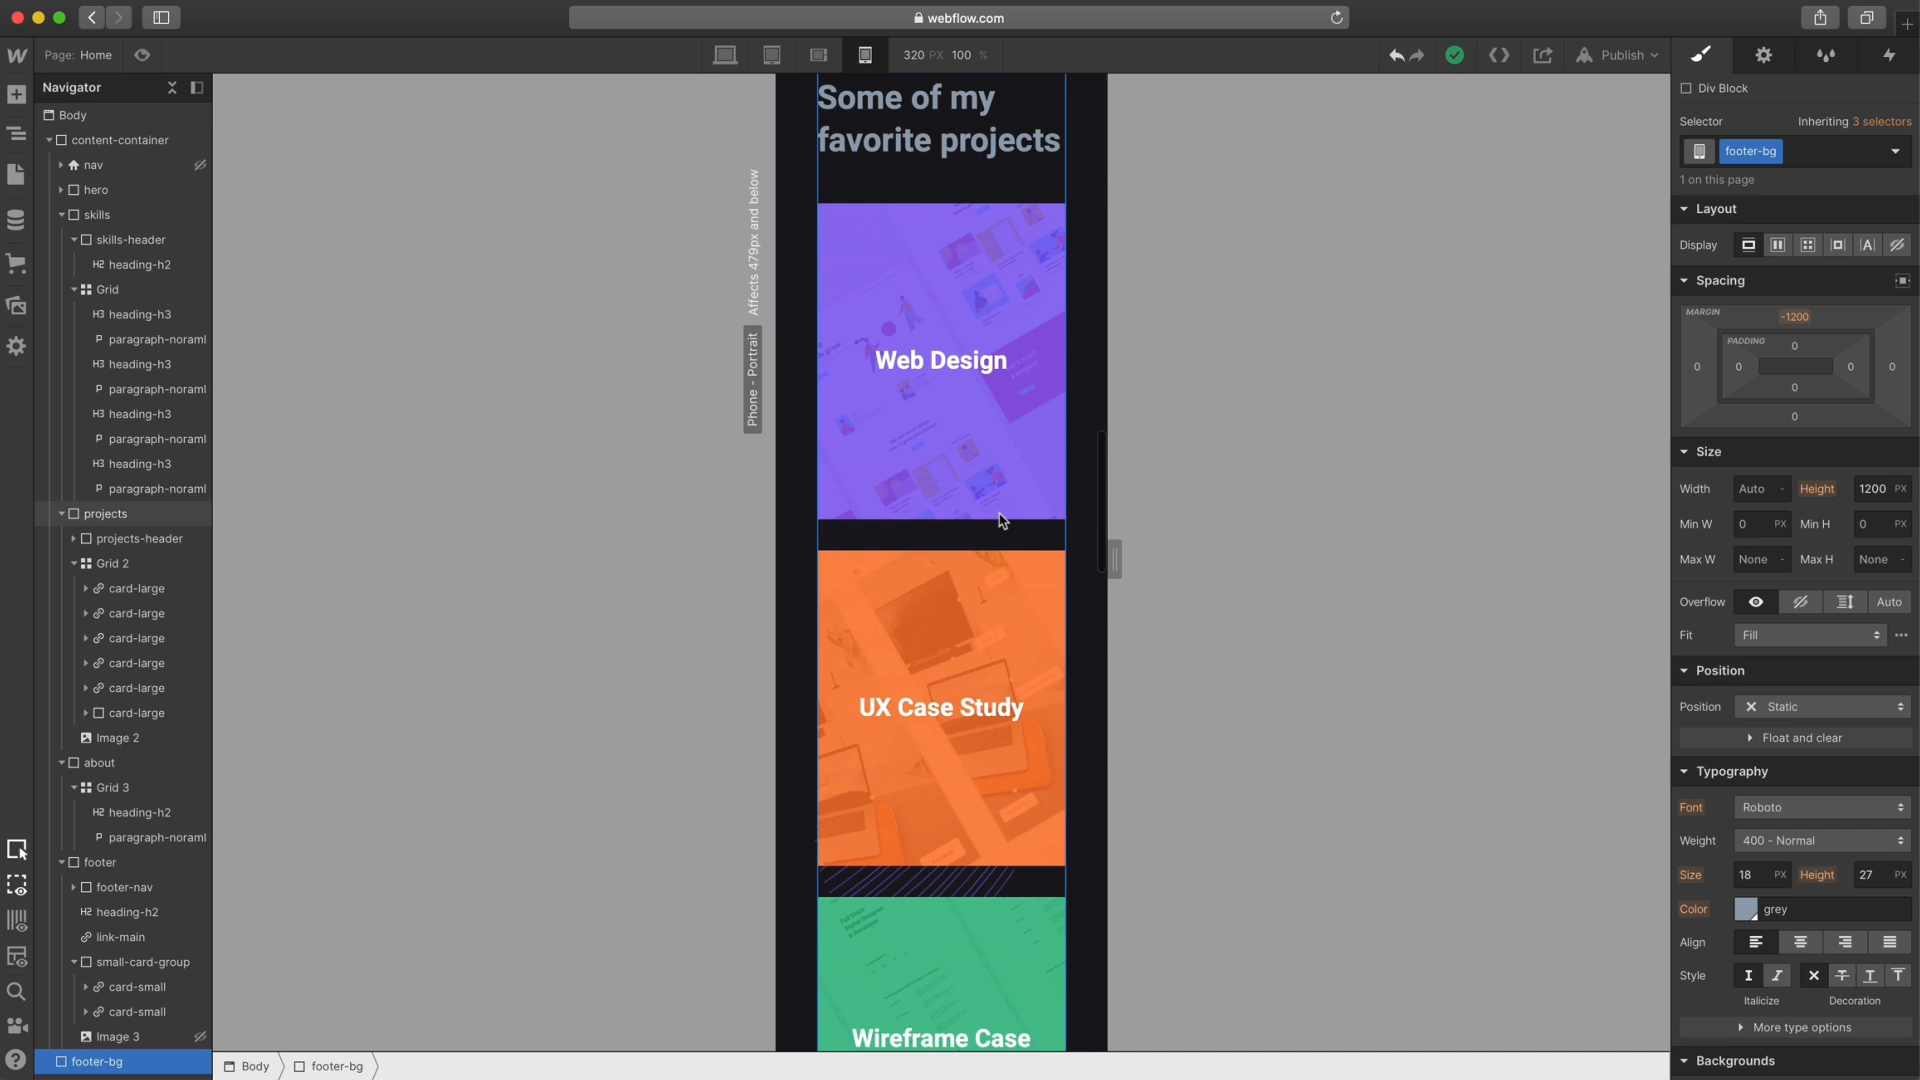 webflow.com
Page: Home
320 PX 100 %
Publish
Navigator
Body
content-container
nav
hero
skills
skills-header
H2 heading-h2
Grid
H3 heading-h3
P paragraph-noraml
H3 heading-h3
P paragraph-noraml
H3 heading-h3
P paragraph-noraml
H3 heading-h3
P paragraph-noraml
projects
projects-header
Grid 2
card-large
card-large
card-large
card-large
card-large
card-large
Image 2
about
Grid 3
H2 heading-h2
P paragraph-noraml
footer
footer-nav
H2 heading-h2
link-main
small-card-group
card-small
card-small
Image 3
footer-bg
Phone - Portrait Affects 479px and below
Some of my
favorite projects
Web Design
UX Case Study
Wireframe Case
Body footer-bg
Div Block
Selector Inheriting 3 selectors
footer-bg
1 on this page
Layout
Display
Spacing
MARGIN -1200
PADDING 0
0 0 0 0
0
0
Size
Width Auto - Height 1200 PX
Min W 0 PX Min H 0 PX
Max W None - Max H None -
Overflow Auto
Fit Fill
Position
Position Static
Float and clear
Typography
Font Roboto
Weight 400 - Normal
Size 18 PX Height 27 PX
Color grey
Align
Style
Italicize Decoration
More type options
Backgrounds